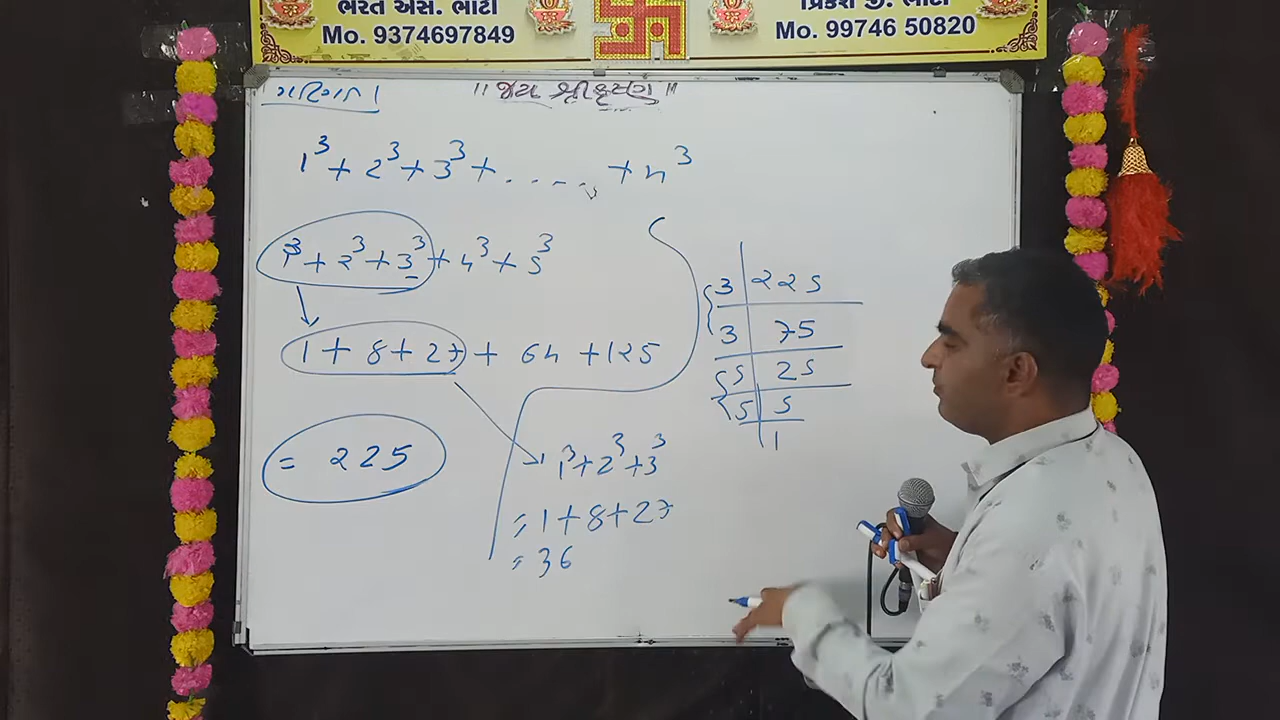 ભરત એસ. ભાટી
Mo. 9374697849
પ્રિકેશ જી. ભાટી
Mo. 99746 50820
ગણિત 1
॥ જય શ્રીકૃષ્ણ ॥
1³ + 2³ + 3³ + ..... + n³
1³ + 2³ + 3³ + 4³ + 5³
1 + 8 + 27 + 64 + 125
= 225
1³ + 2³ + 3³
= 1 + 8 + 27
= 36
3 225
3 75
5 25
5 5
1